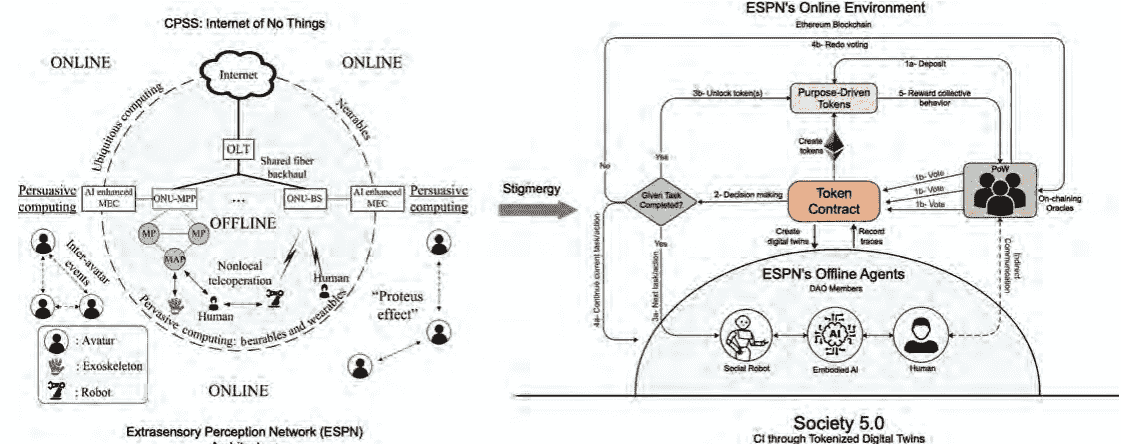 CPSS: Internet of No Things
ONLINE
ONLINE
Internet
Ubiquitous computing
Nearables
OLT
Shared fiber
backhaul
Persuasive
computing
AI enhanced
MEC
ONU-MPP
...
ONU-BS
AI enhanced
MEC
Persuasive
computing
OFFLINE
MP
MP
MAP
Inter-avatar
events
Nonlocal
teleoperation
Human
Human
Pervasive computing: bearables and wearables
"Proteus
effect"
: Avatar
: Exoskeleton
: Robot
ONLINE
Extrasensory Perception Network (ESPN)
Stigmergy
ESPN's Online Environment
Ethereum Blockchain
4b- Redo voting
1a- Deposit
3b- Unlock token(s)
Purpose-Driven
Tokens
5- Reward collective
behavior
Create
tokens
No
Yes
PoW
1b- Vote
1b- Vote
1b- Vote
Given Task
Completed?
2- Decision making
Token
Contract
On-chaining
Oracles
Create
digital twins
Record
traces
Yes
4a- Continue current task/action
3a- Next task/action
Indirect
Communication
ESPN's Offline Agents
DAO Members
AI
Social Robot
Embodied AI
Human
Society 5.0
CI through Tokenized Digital Twins